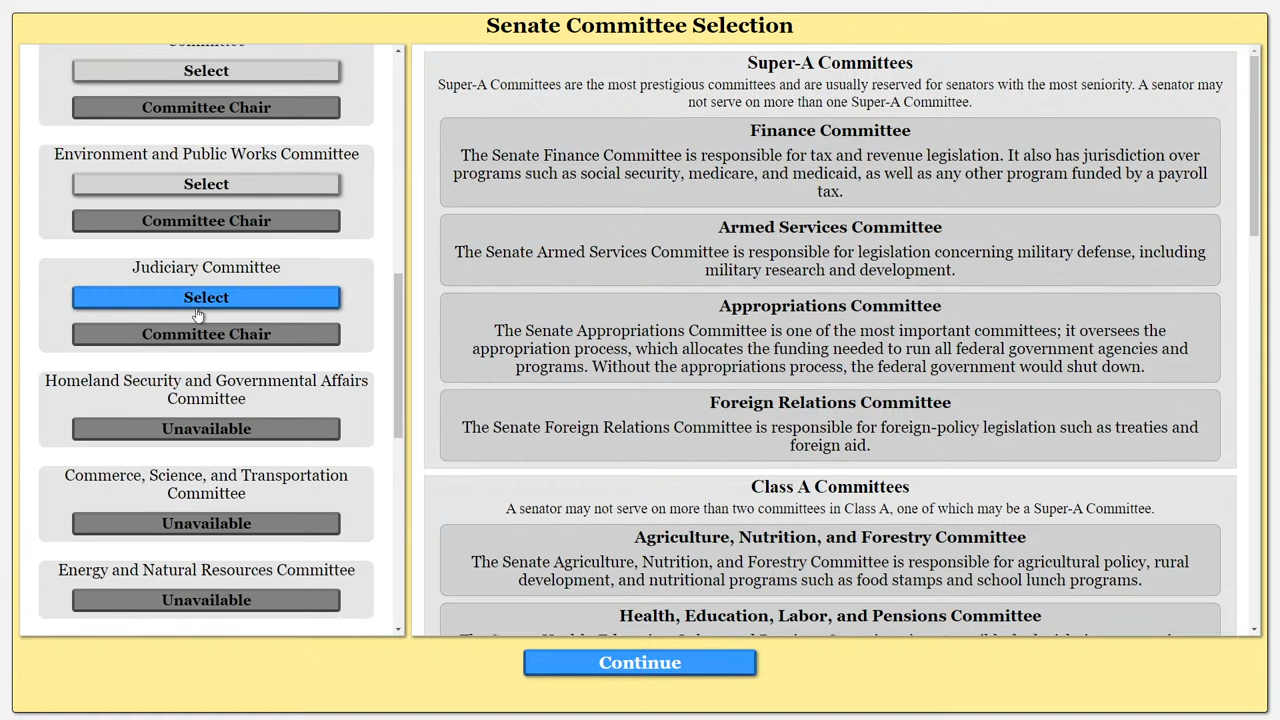 Senate Committee Selection
Committee
Select
Committee Chair
Environment and Public Works Committee
Select
Committee Chair
Judiciary Committee
Select
Committee Chair
Homeland Security and Governmental Affairs
Committee
Unavailable
Commerce, Science, and Transportation
Committee
Unavailable
Energy and Natural Resources Committee
Unavailable
Super-A Committees
Super-A Committees are the most prestigious committees and are usually reserved for senators with the most seniority. A senator may
not serve on more than one Super-A Committee.
Finance Committee
The Senate Finance Committee is responsible for tax and revenue legislation. It also has jurisdiction over
programs such as social security, medicare, and medicaid, as well as any other program funded by a payroll
tax.
Armed Services Committee
The Senate Armed Services Committee is responsible for legislation concerning military defense, including
military research and development.
Appropriations Committee
The Senate Appropriations Committee is one of the most important committees; it oversees the
appropriation process, which allocates the funding needed to run all federal government agencies and
programs. Without the appropriations process, the federal government would shut down.
Foreign Relations Committee
The Senate Foreign Relations Committee is responsible for foreign-policy legislation such as treaties and
foreign aid.
Class A Committees
A senator may not serve on more than two committees in Class A, one of which may be a Super-A Committee.
Agriculture, Nutrition, and Forestry Committee
The Senate Agriculture, Nutrition, and Forestry Committee is responsible for agricultural policy, rural
development, and nutritional programs such as food stamps and school lunch programs.
Health, Education, Labor, and Pensions Committee
Continue